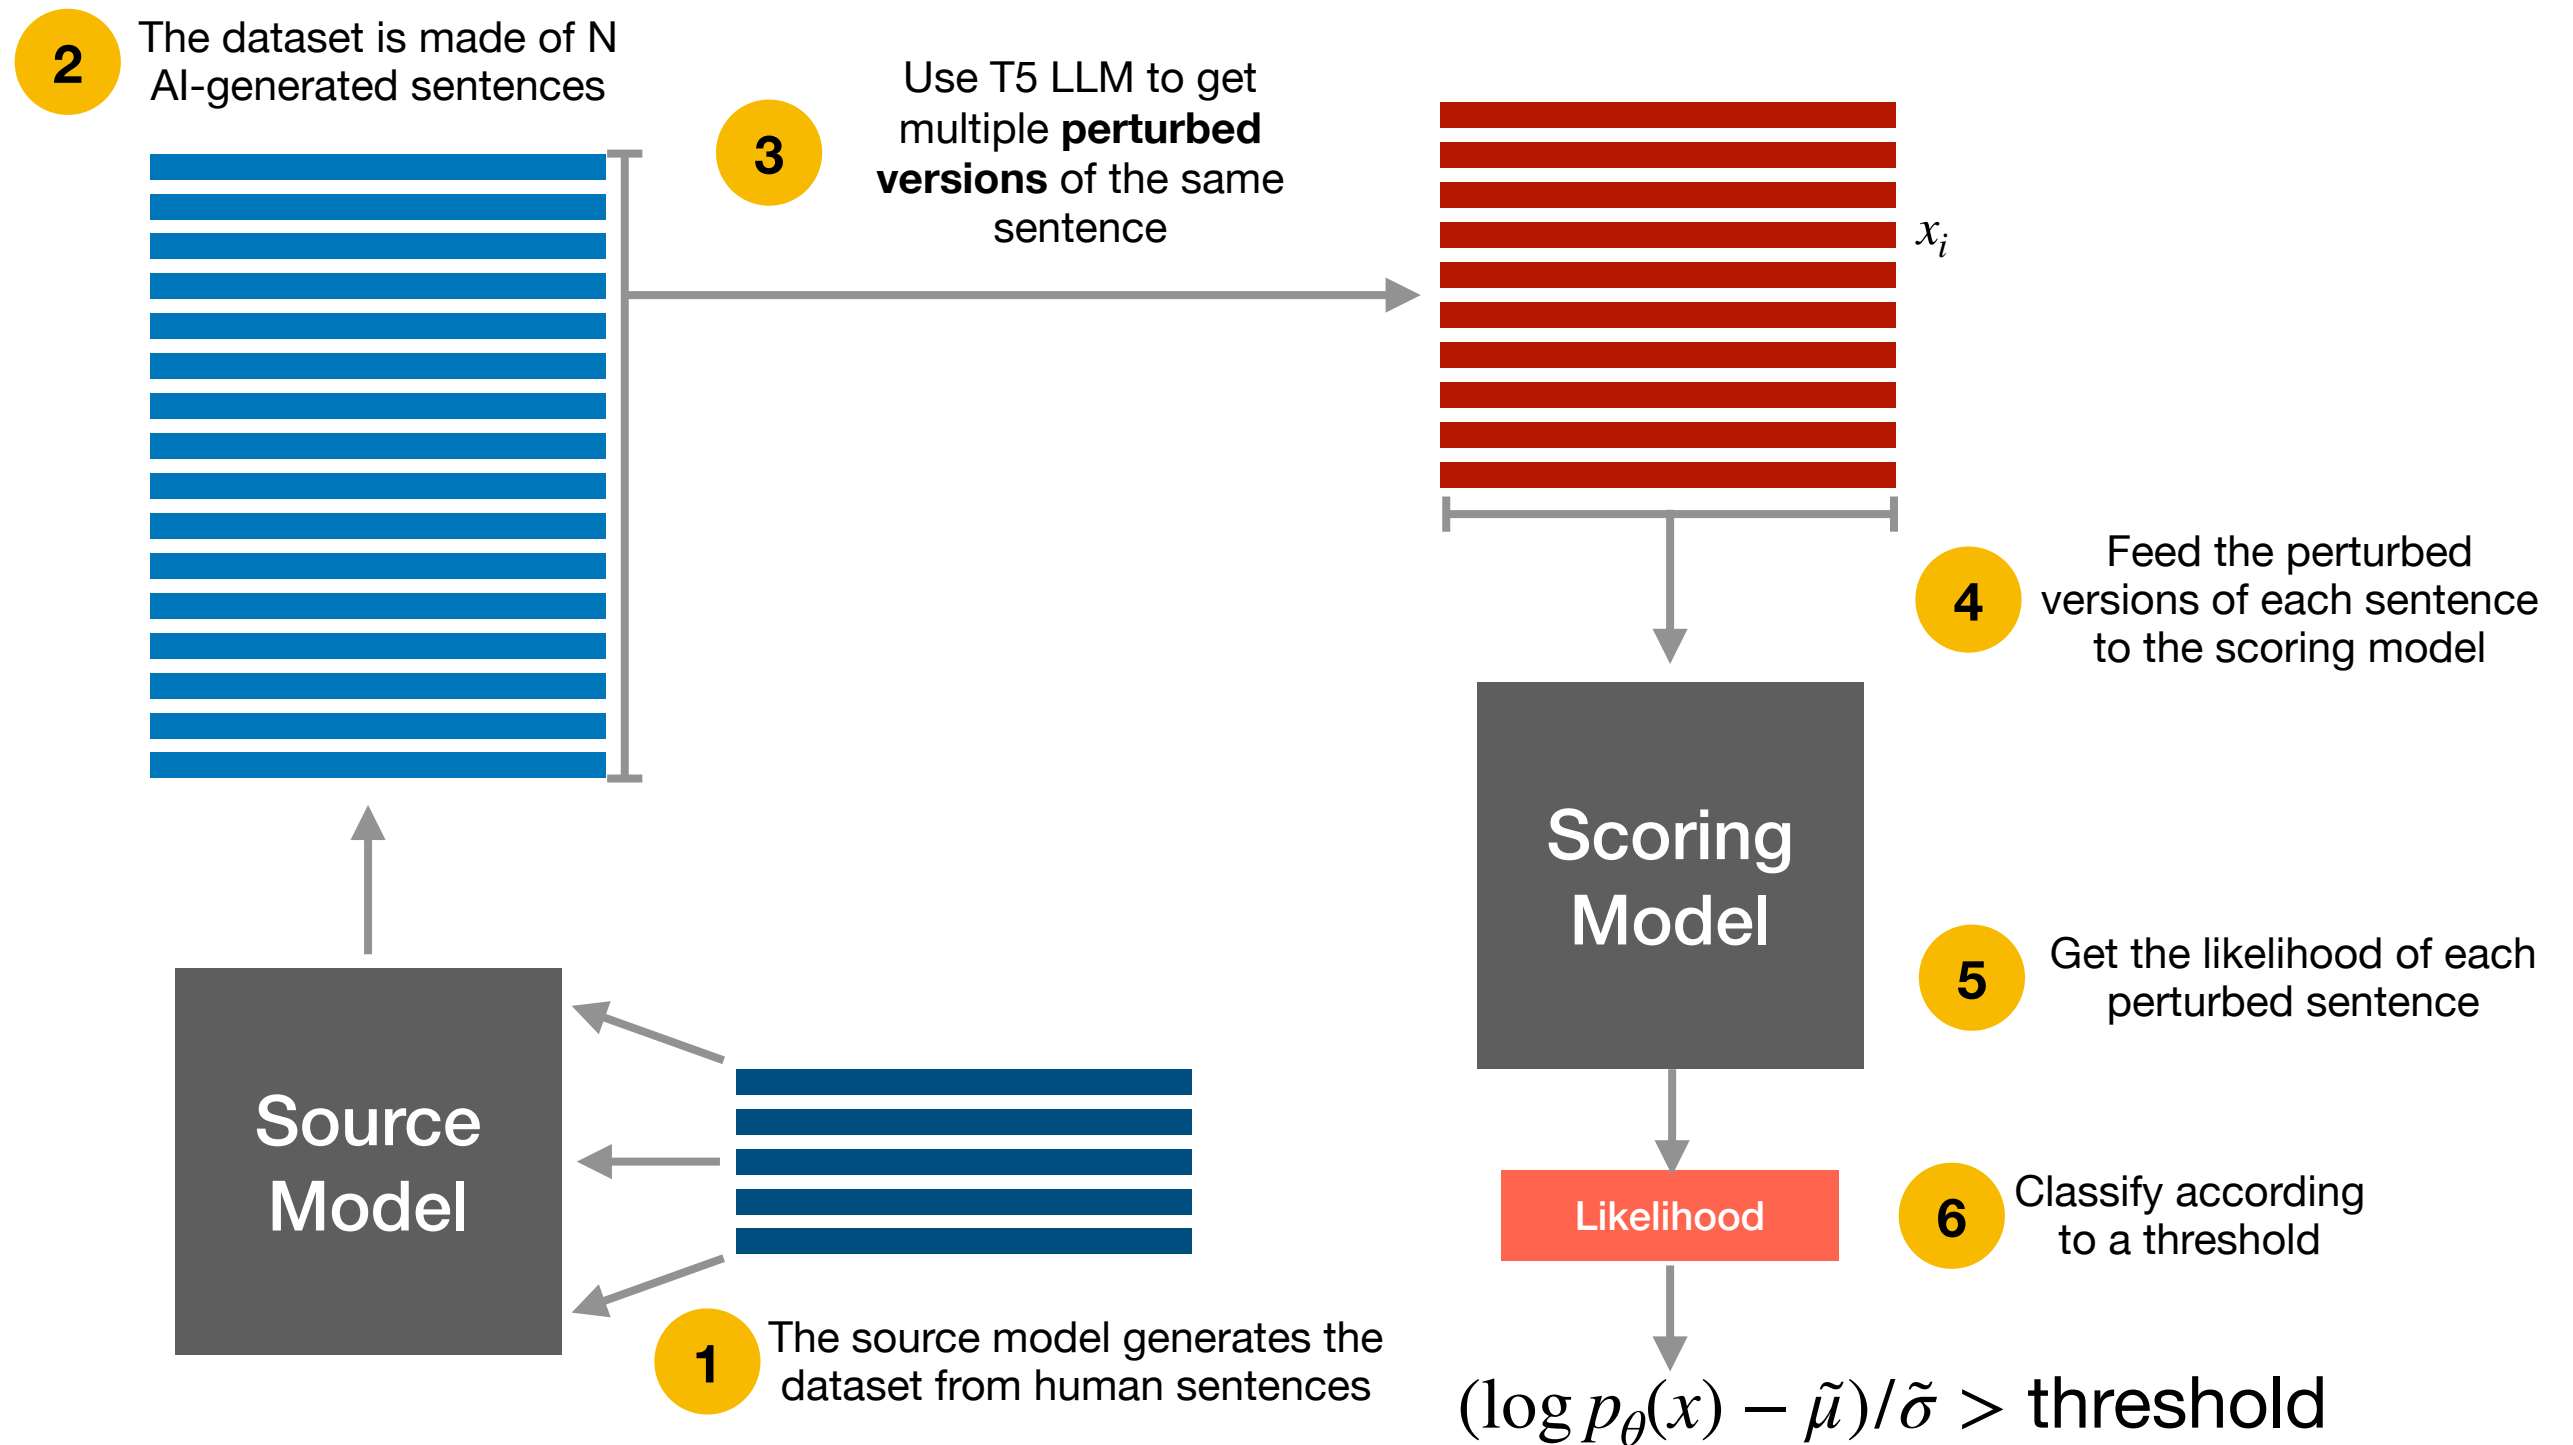 2
The dataset is made of N
AI-generated sentences
3
Use T5 LLM to get
multiple perturbed
versions of the same
sentence
xᵢ
4
Feed the perturbed
versions of each sentence
to the scoring model
Scoring
Model
5
Get the likelihood of each
perturbed sentence
Source
Model
Likelihood
6
Classify according
to a threshold
1
The source model generates the
dataset from human sentences
(log p_θ(x) − μ̃)/σ̃ > threshold